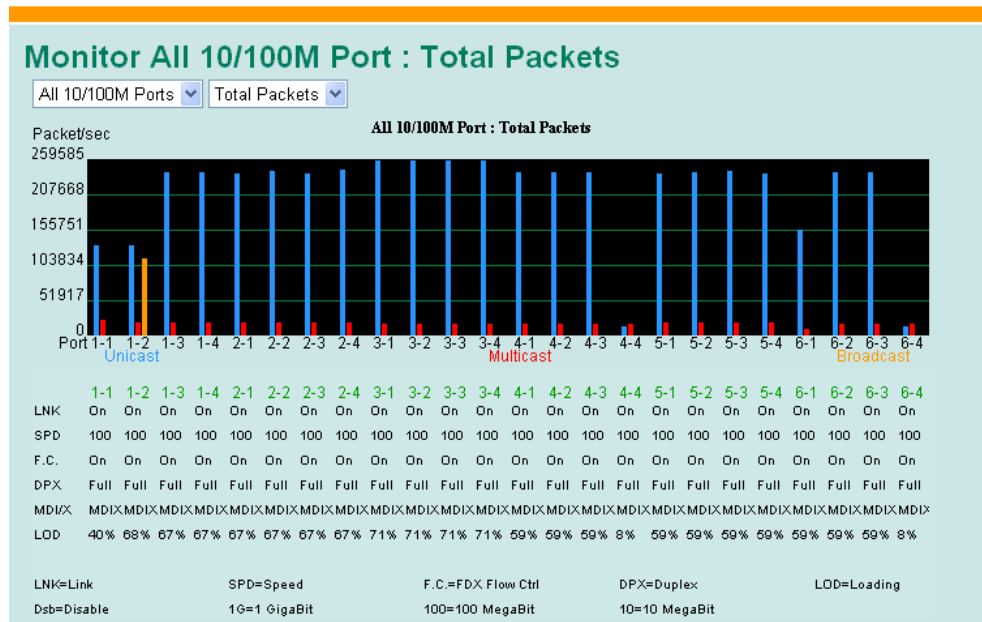 Monitor All 10/100M Port : Total Packets
All 10/100M Ports Total Packets
Packet/sec All 10/100M Port : Total Packets
259585
207668
155751
103834
51917
0
Port 1-1 1-2 1-3 1-4 2-1 2-2 2-3 2-4 3-1 3-2 3-3 3-4 4-1 4-2 4-3 4-4 5-1 5-2 5-3 5-4 6-1 6-2 6-3 6-4
Unicast Multicast Broadcast
1-1 1-2 1-3 1-4 2-1 2-2 2-3 2-4 3-1 3-2 3-3 3-4 4-1 4-2 4-3 4-4 5-1 5-2 5-3 5-4 6-1 6-2 6-3 6-4
LNK On On On On On On On On On On On On On On On On On On On On On On On On
SPD 100 100 100 100 100 100 100 100 100 100 100 100 100 100 100 100 100 100 100 100 100 100 100 100
F.C. On On On On On On On On On On On On On On On On On On On On On On On On
DPX Full Full Full Full Full Full Full Full Full Full Full Full Full Full Full Full Full Full Full Full Full Full Full Full
MDI/X MDIX MDIX MDIX MDIX MDIX MDIX MDIX MDIX MDIX MDIX MDIX MDIX MDIX MDIX MDIX MDIX MDIX MDIX MDIX MDIX MDIX MDIX MDIX MDIX
LOD 40% 68% 67% 67% 67% 67% 67% 67% 71% 71% 71% 71% 59% 59% 59% 8% 59% 59% 59% 59% 59% 59% 59% 8%
LNK=Link SPD=Speed F.C.=FDX Flow Ctrl DPX=Duplex LOD=Loading
Dsb=Disable 1G=1 GigaBit 100=100 MegaBit 10=10 MegaBit